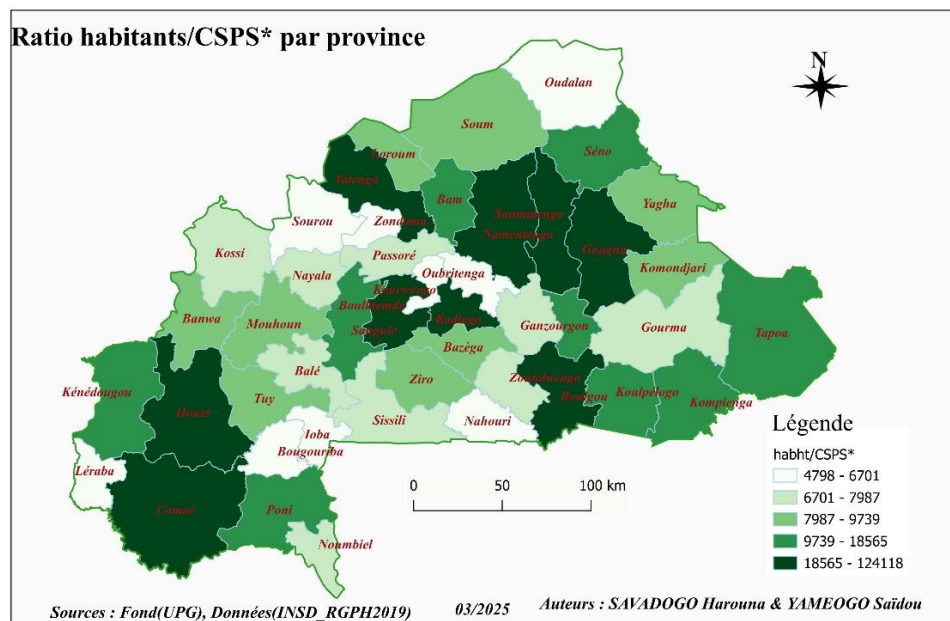 Ratio habitants/CSPS* par province
N
Oudalan
Soum
Séno
Loroum
Yatenga
Bam
Sanmatenga
Yagha
Sourou
Zondoma
Namentenga
Gnagna
Kossi
Passoré
Komondjari
Nayala
Oubritenga
Kourwéogo
Boulkiemdé
Kadiogo
Ganzourgou
Gourma
Tapoa
Banwa
Mouhoun
Sanguié
Bazèga
Balé
Ziro
Zoundwéogo
Kénédougou
Houet
Tuy
Sissili
Nahouri
Boulgou
Koulpélogo
Kompienga
Ioba
Bougouriba
Léraba
Comoé
Poni
Noumbiel
Légende
habht/CSPS*
4798 - 6701
6701 - 7987
7987 - 9739
9739 - 18565
18565 - 124118
0 50 100 km
Sources : Fond(UPG), Données(INSD_RGPH2019) 03/2025 Auteurs : SAVADOGO Harouna & YAMEOGO Saïdou